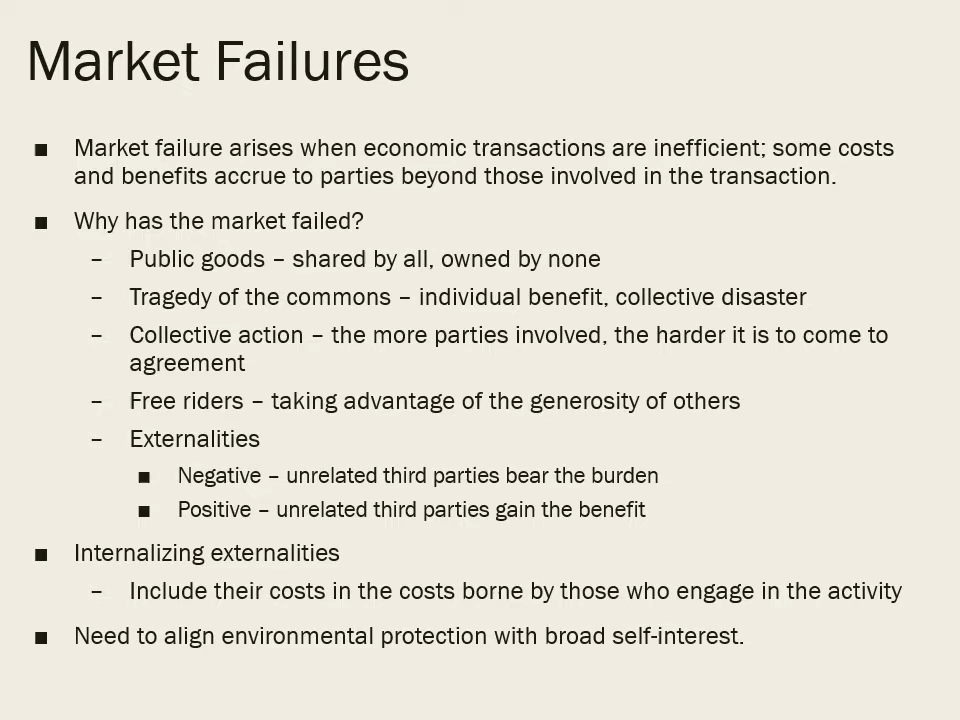 Market Failures
■ Market failure arises when economic transactions are inefficient; some costs
and benefits accrue to parties beyond those involved in the transaction.
■ Why has the market failed?
– Public goods – shared by all, owned by none
– Tragedy of the commons – individual benefit, collective disaster
– Collective action – the more parties involved, the harder it is to come to
agreement
– Free riders – taking advantage of the generosity of others
– Externalities
■ Negative – unrelated third parties bear the burden
■ Positive – unrelated third parties gain the benefit
■ Internalizing externalities
– Include their costs in the costs borne by those who engage in the activity
■ Need to align environmental protection with broad self-interest.